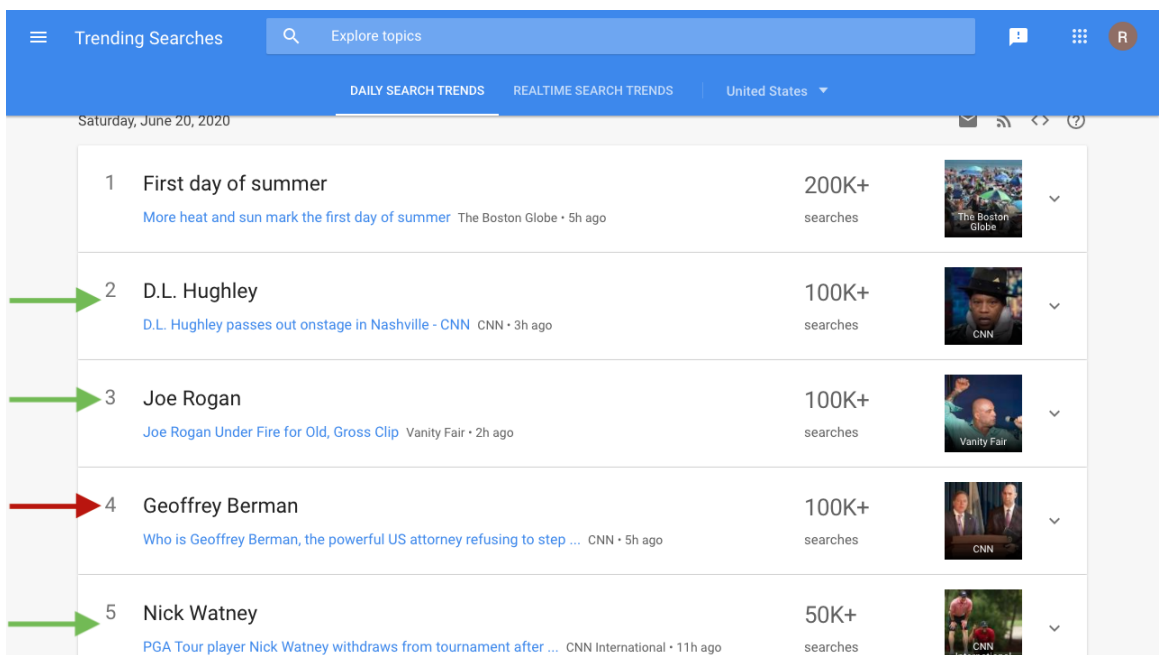 Trending Searches
Explore topics
R
DAILY SEARCH TRENDS REALTIME SEARCH TRENDS United States
Saturday, June 20, 2020
1 First day of summer 200K+
More heat and sun mark the first day of summer The Boston Globe • 5h ago searches
The Boston
Globe
2 D.L. Hughley 100K+
D.L. Hughley passes out onstage in Nashville - CNN CNN • 3h ago searches
CNN
3 Joe Rogan 100K+
Joe Rogan Under Fire for Old, Gross Clip Vanity Fair • 2h ago searches
Vanity Fair
4 Geoffrey Berman 100K+
Who is Geoffrey Berman, the powerful US attorney refusing to step ... CNN • 5h ago searches
CNN
5 Nick Watney 50K+
PGA Tour player Nick Watney withdraws from tournament after ... CNN International • 11h ago searches
CNN
International